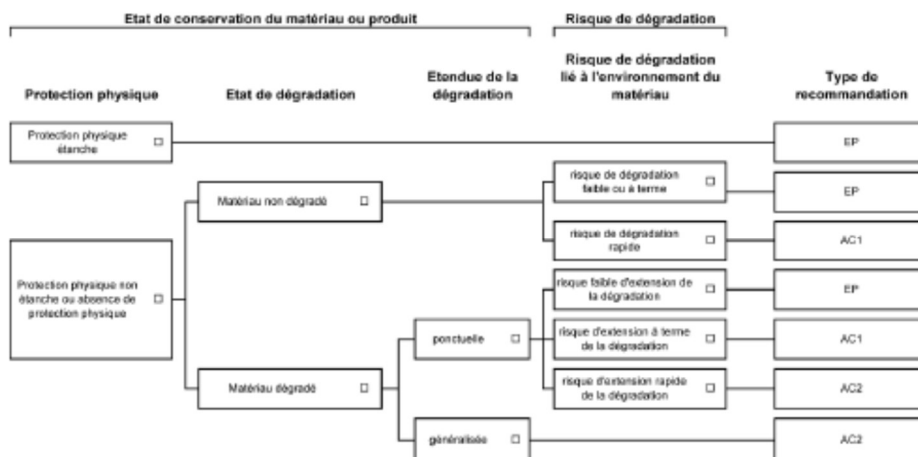 Etat de conservation du matériau ou produit
Risque de dégradation
Protection physique
Etat de dégradation
Etendue de la
dégradation
Risque de dégradation
lié à l'environnement du
matériau
Type de
recommandation
Protection physique
étanche
EP
risque de dégradation
faible ou à terme
EP
Matériau non dégradé
risque de dégradation
rapide
AC1
Protection physique non
étanche ou absence de
protection physique
risque faible d'extension de
la dégradation
EP
ponctuelle
risque d'extension à terme
de la dégradation
AC1
Matériau dégradé
risque d'extension rapide
de la dégradation
AC2
généralisée
AC2